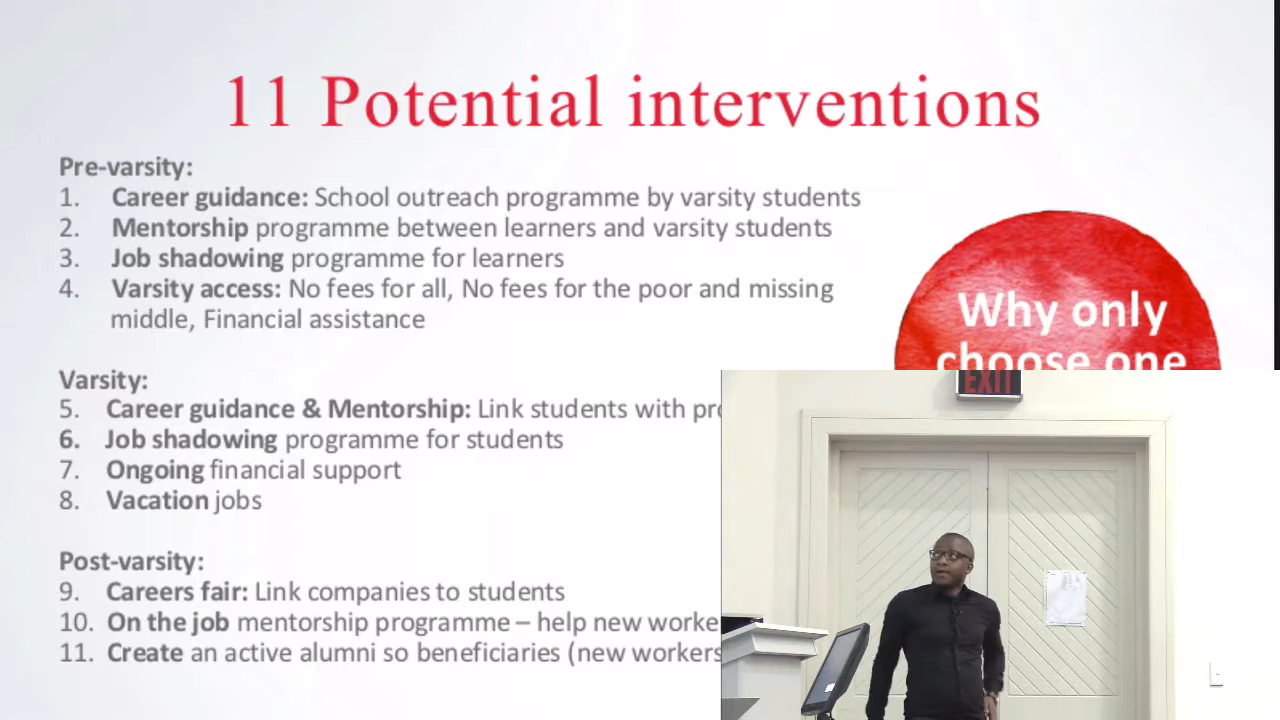 11 Potential interventions
Pre-varsity:
1. Career guidance: School outreach programme by varsity students
2. Mentorship programme between learners and varsity students
3. Job shadowing programme for learners
4. Varsity access: No fees for all, No fees for the poor and missing
middle, Financial assistance
Why only
choose one
Varsity:
5. Career guidance & Mentorship: Link students with
6. Job shadowing programme for students
7. Ongoing financial support
8. Vacation jobs
Post-varsity:
9. Careers fair: Link companies to students
10. On the job mentorship programme – help new
11. Create an active alumni so beneficiaries (new workers
EXIT